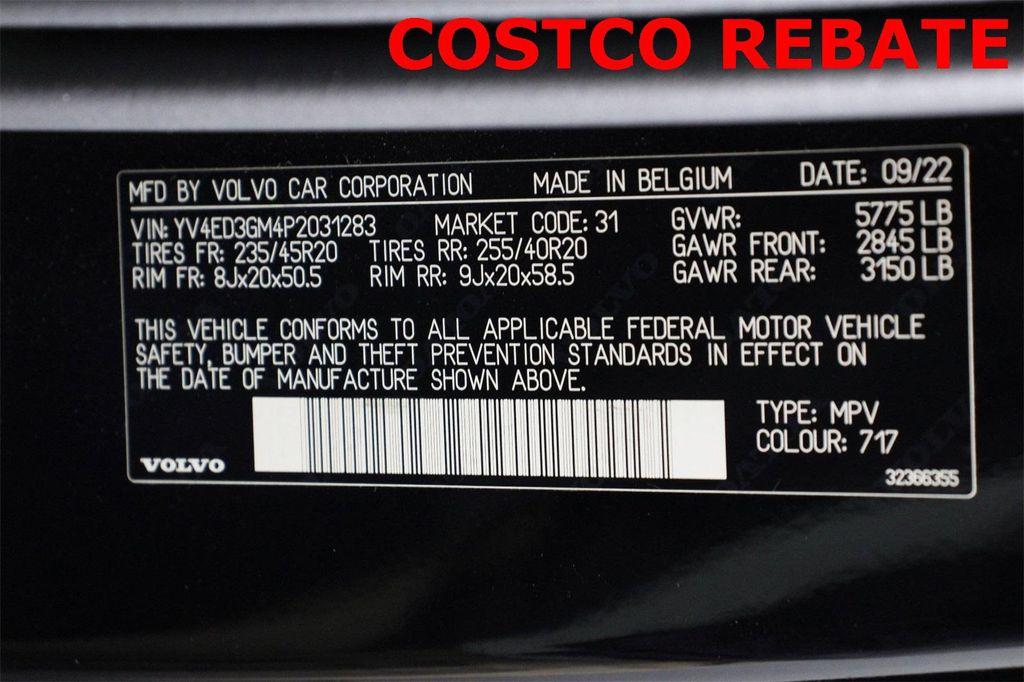 COSTCO REBATE
MFD BY VOLVO CAR CORPORATION MADE IN BELGIUM DATE: 09/22
VIN: YV4ED3GM4P2031283 MARKET CODE: 31 GVWR: 5775 LB
TIRES FR: 235/45R20 TIRES RR: 255/40R20 GAWR FRONT: 2845 LB
RIM FR: 8Jx20x50.5 RIM RR: 9Jx20x58.5 GAWR REAR: 3150 LB
THIS VEHICLE CONFORMS TO ALL APPLICABLE FEDERAL MOTOR VEHICLE
SAFETY, BUMPER AND THEFT PREVENTION STANDARDS IN EFFECT ON
THE DATE OF MANUFACTURE SHOWN ABOVE.
TYPE: MPV
COLOUR: 717
VOLVO
32366355